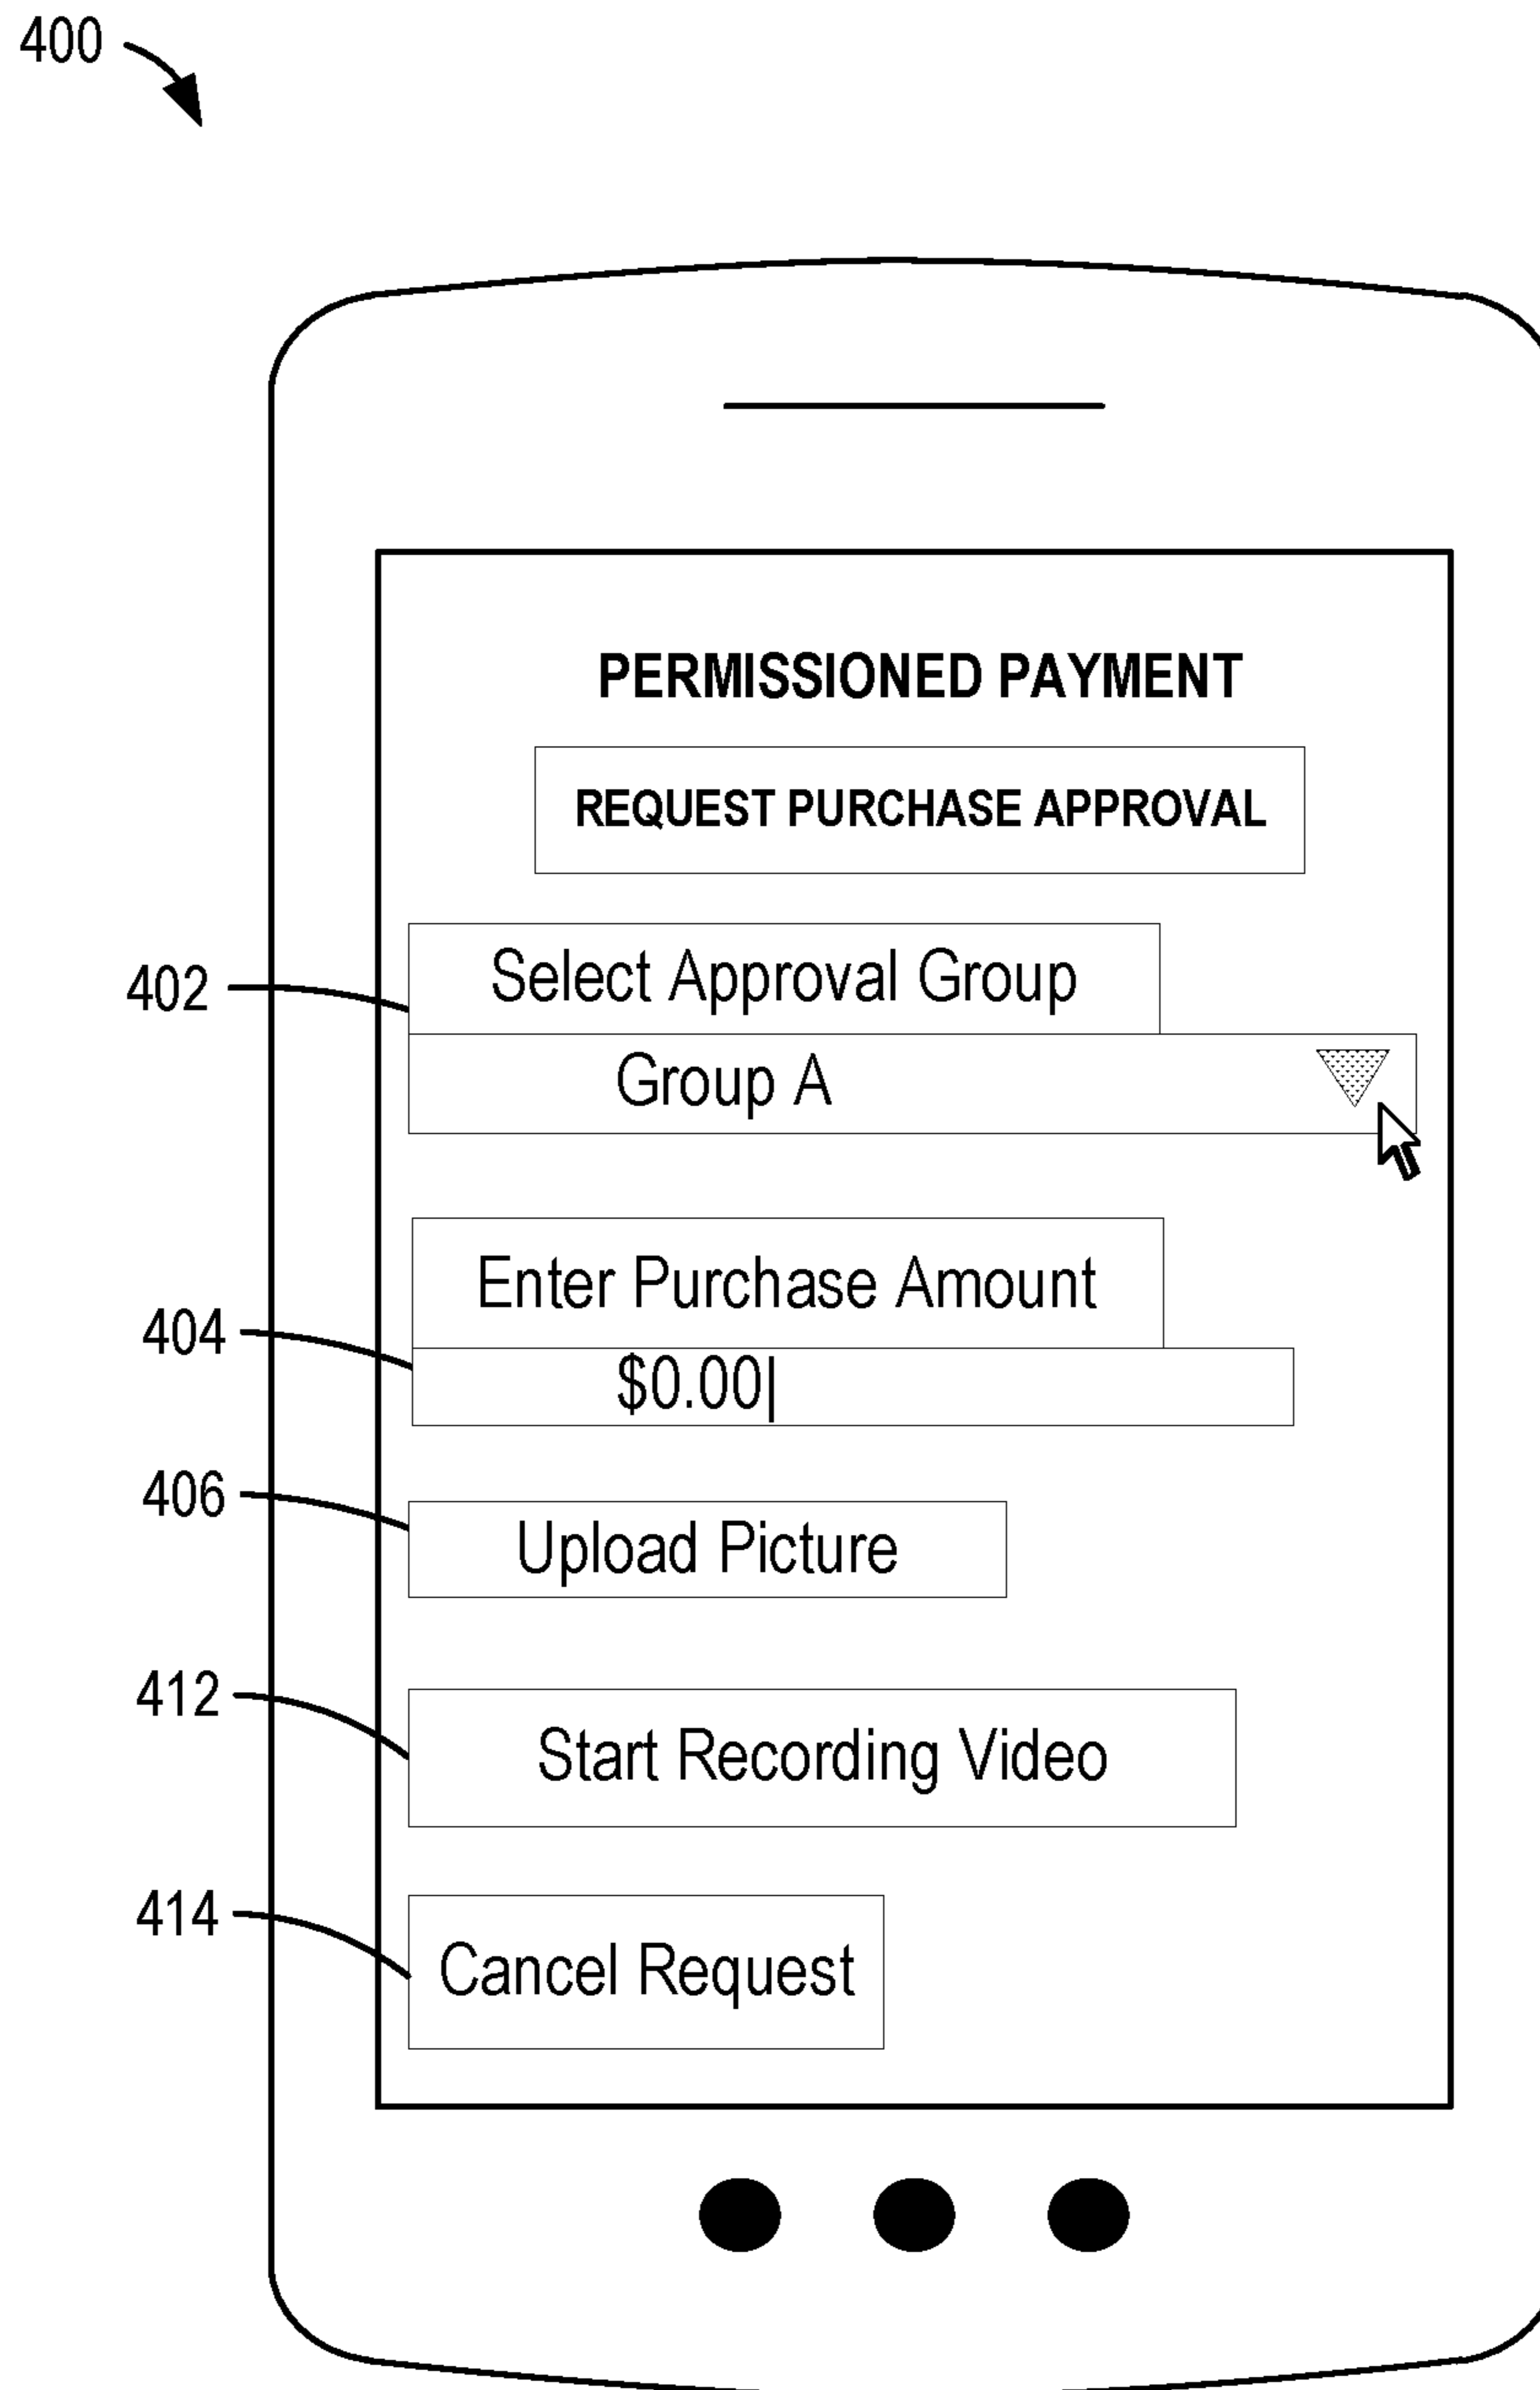 400
PERMISSIONED PAYMENT
REQUEST PURCHASE APPROVAL
402
Select Approval Group
Group A
Enter Purchase Amount
404
$0.00|
406
Upload Picture
412
Start Recording Video
414
Cancel Request